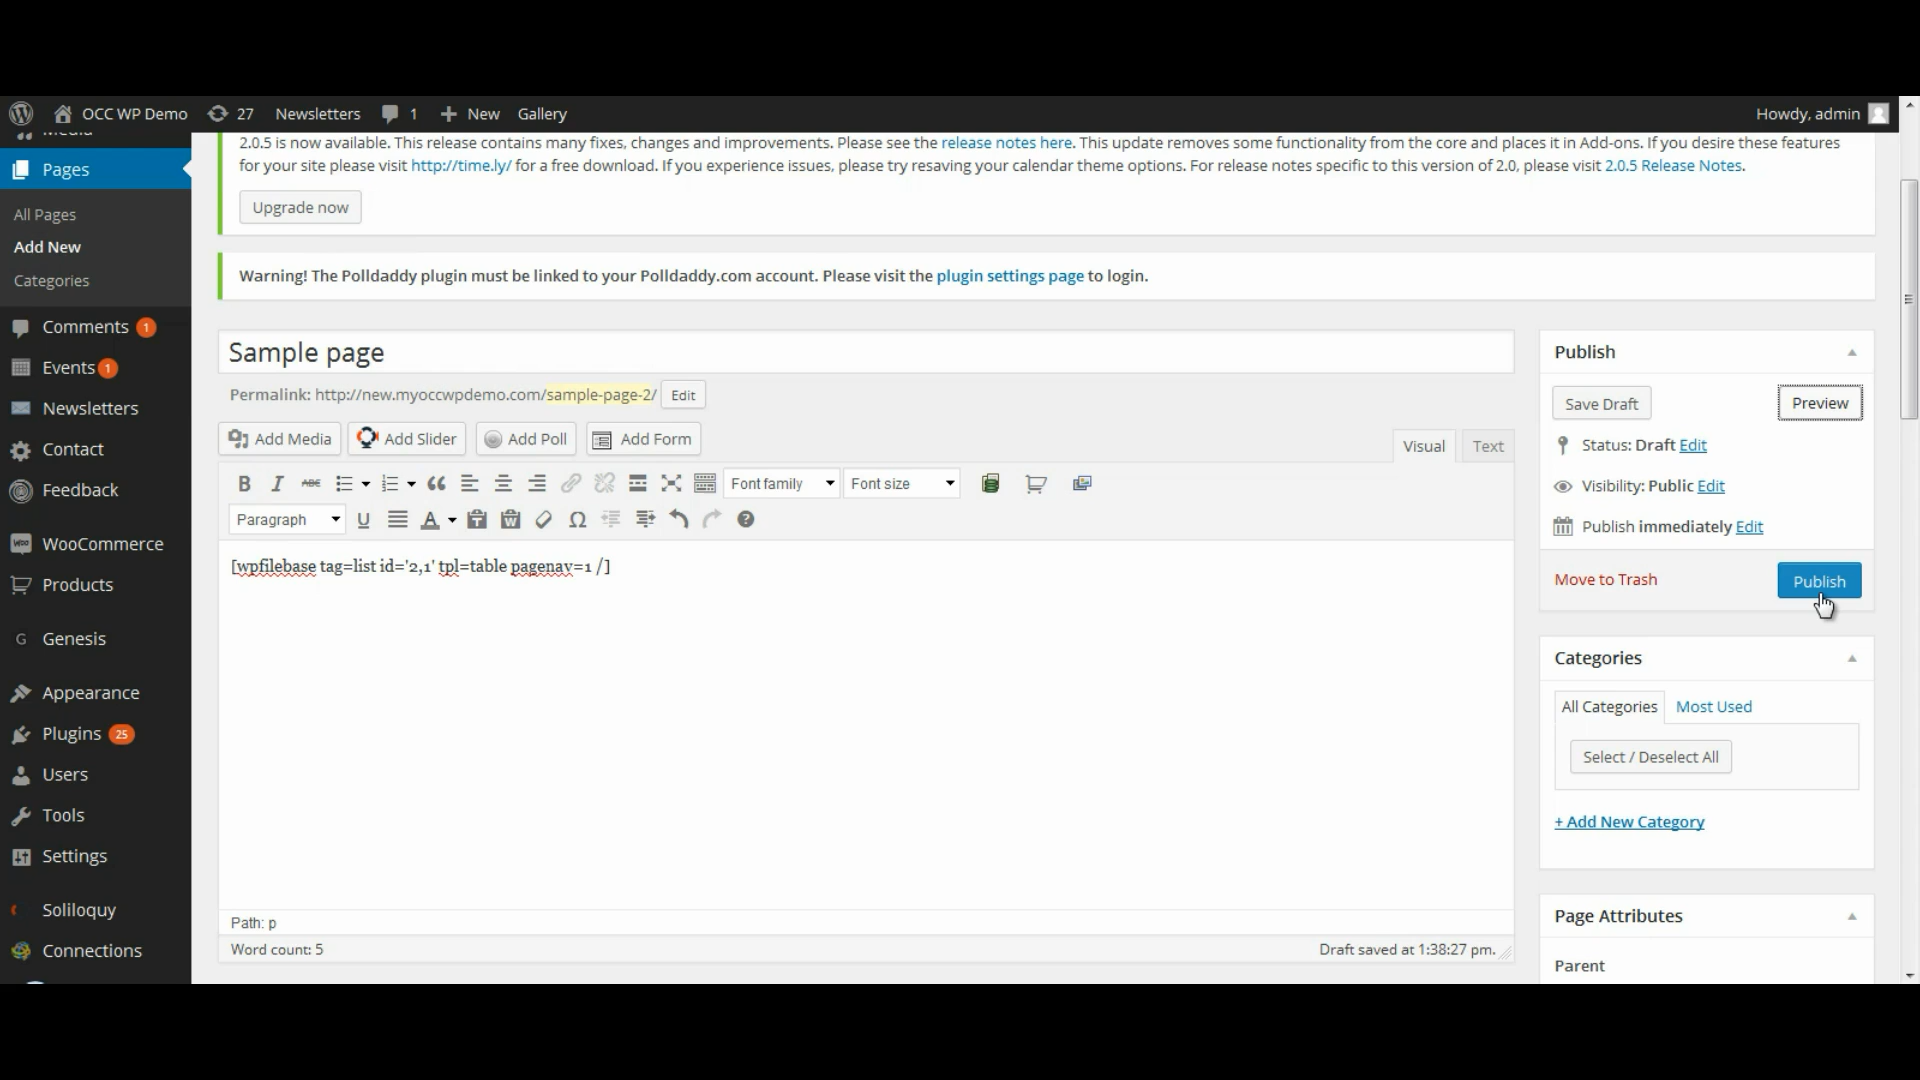 OCC WP Demo 27 Newsletters 1 New Gallery Howdy, admin
Media
Pages
All Pages
Add New
Categories
Comments 1
Events 1
Newsletters
Contact
Feedback
WooCommerce
Products
Genesis
Appearance
Plugins 25
Users
Tools
Settings
Soliloquy
Connections
2.0.5 is now available. This release contains many fixes, changes and improvements. Please see the release notes here. This update removes some functionality from the core and places it in Add-ons. If you desire these features
for your site please visit http://time.ly/ for a free download. If you experience issues, please try resaving your calendar theme options. For release notes specific to this version of 2.0, please visit 2.0.5 Release Notes.
Upgrade now
Warning! The Polldaddy plugin must be linked to your Polldaddy.com account. Please visit the plugin settings page to login.
Sample page
Permalink: http://new.myoccwpdemo.com/sample-page-2/ Edit
Add Media Add Slider Add Poll Add Form
Visual Text
B I ABC Font family Font size
Paragraph U A
[wpfilebase tag=list id='2,1' tpl=table pagenav=1 /]
Path: p
Word count: 5
Draft saved at 1:38:27 pm.
Publish
Save Draft Preview
Status: Draft Edit
Visibility: Public Edit
Publish immediately Edit
Move to Trash Publish
Categories
All Categories Most Used
Select / Deselect All
+ Add New Category
Page Attributes
Parent